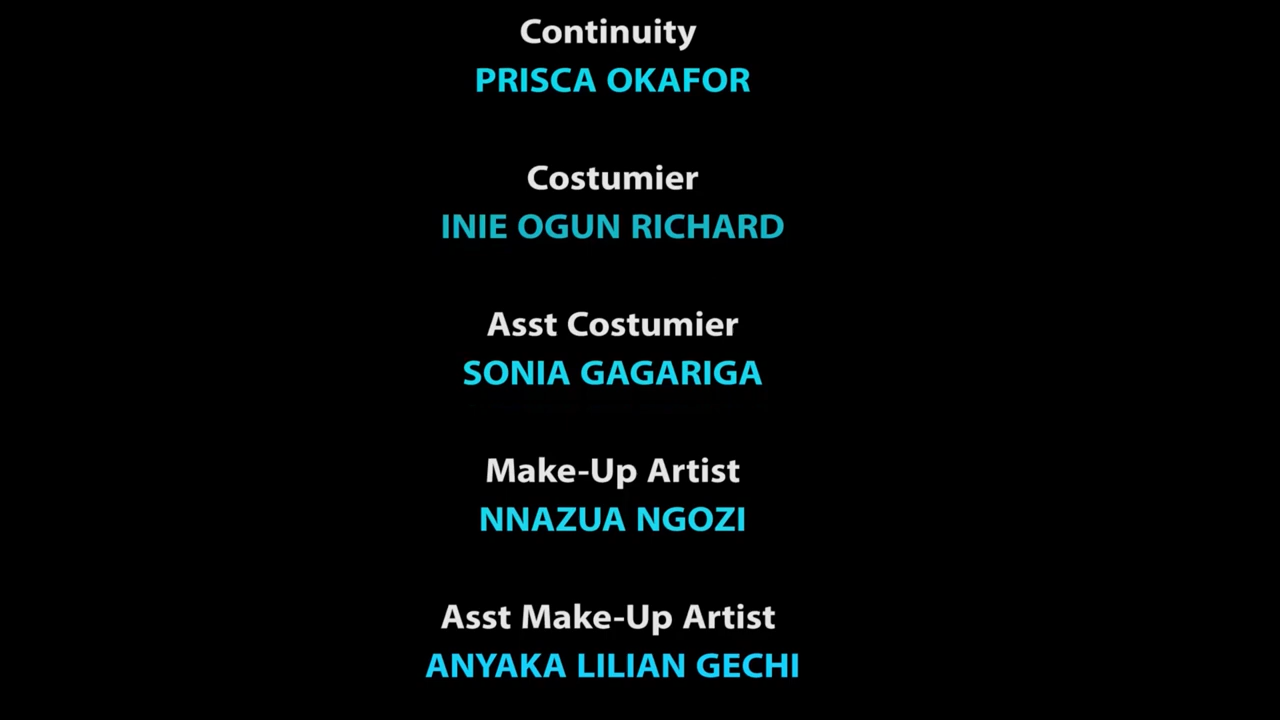 Continuity
PRISCA OKAFOR
Costumier
INIE OGUN RICHARD
Asst Costumier
SONIA GAGARIGA
Make-Up Artist
NNAZUA NGOZI
Asst Make-Up Artist
ANYAKA LILIAN GECHI